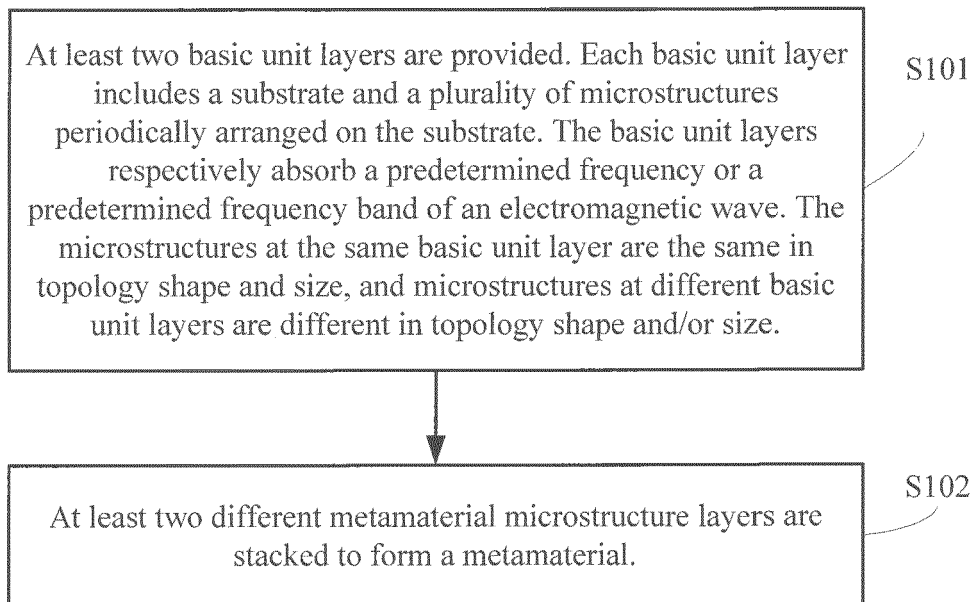 At least two basic unit layers are provided. Each basic unit layer
includes a substrate and a plurality of microstructures
periodically arranged on the substrate. The basic unit layers
respectively absorb a predetermined frequency or a
predetermined frequency band of an electromagnetic wave. The
microstructures at the same basic unit layer are the same in
topology shape and size, and microstructures at different basic
unit layers are different in topology shape and/or size.
S101
At least two different metamaterial microstructure layers are
stacked to form a metamaterial.
S102